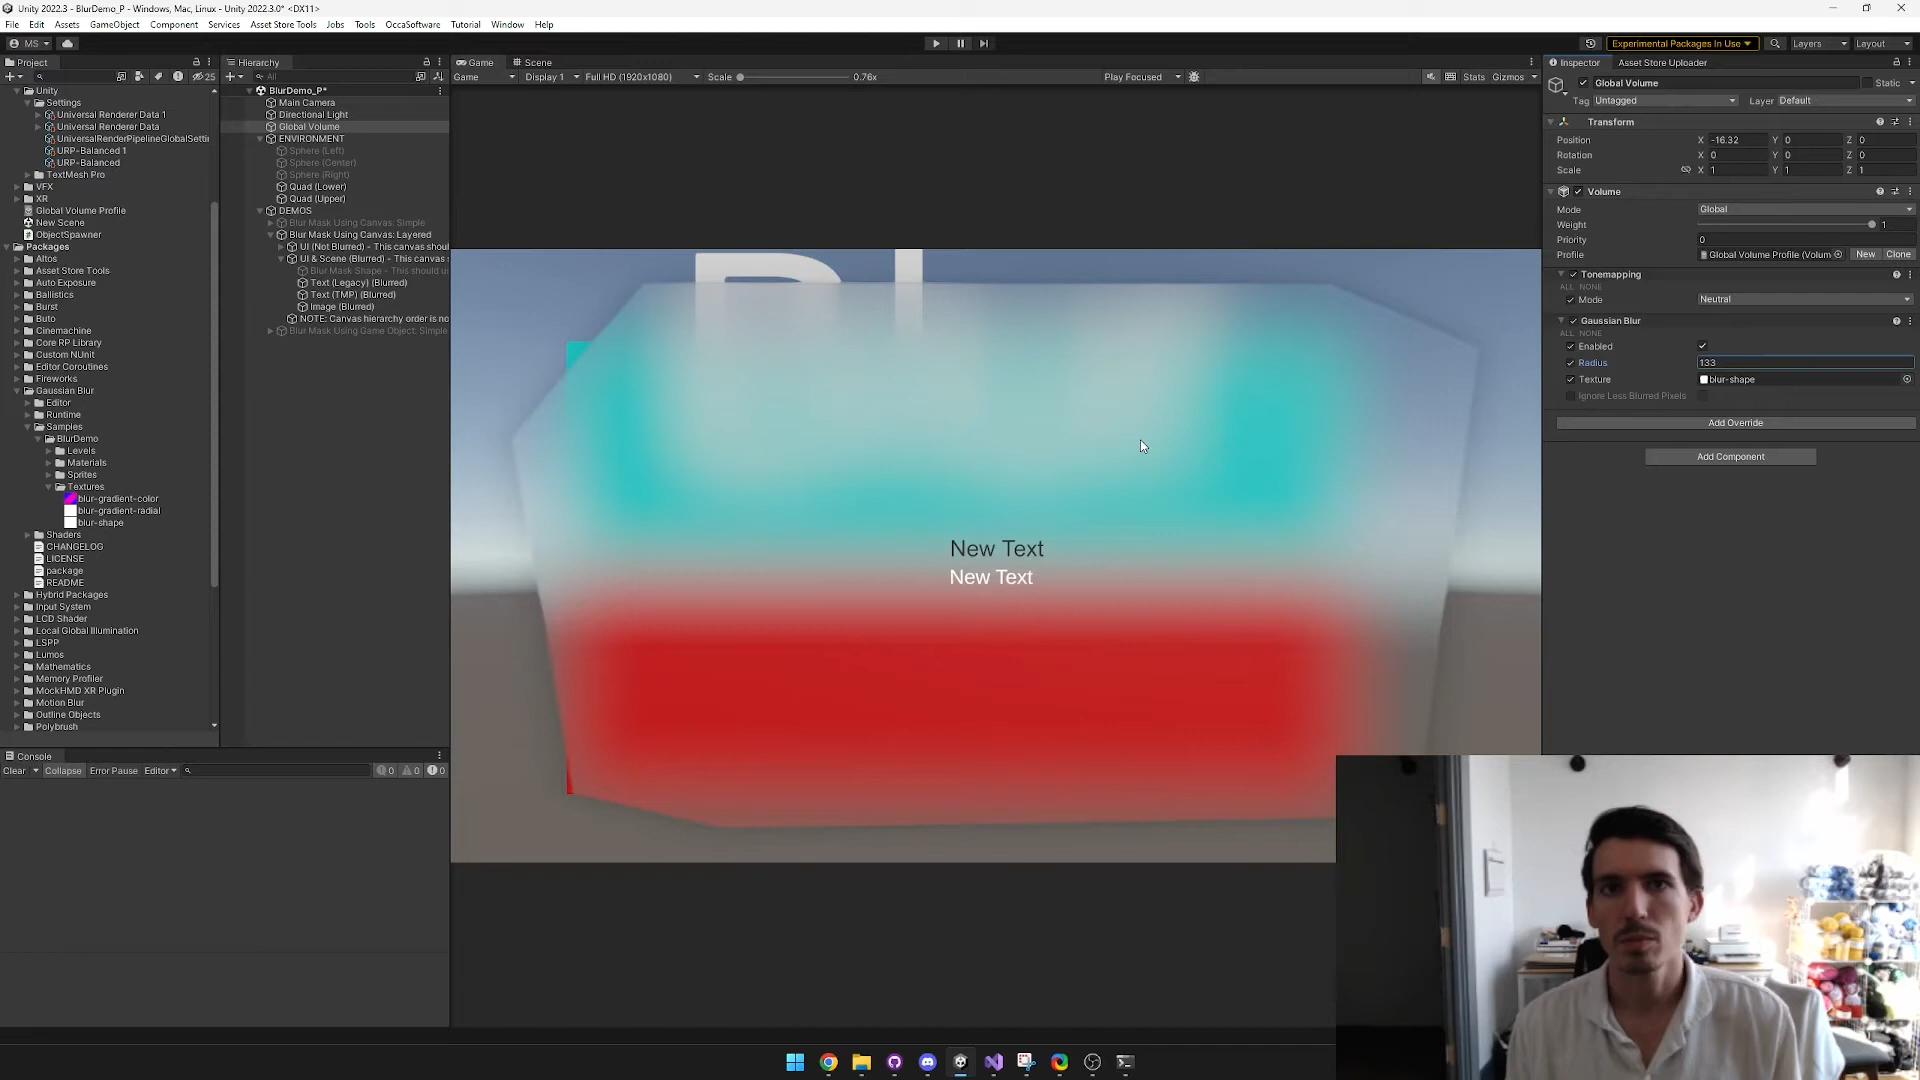 Unity 2022.3 - BlurDemo_P - Windows, Mac, Linux - Unity 2022.3.0* <DX11>
File Edit Assets GameObject Component Services Asset Store Tools Jobs Tools OccaSoftware Tutorial Window Help
MS
Experimental Packages In Use
Layers
Layout
Project
25
Unity
Settings
Universal Renderer Data 1
Universal Renderer Data
UniversalRenderPipelineGlobalSetti
URP-Balanced 1
URP-Balanced
TextMesh Pro
VFX
XR
Global Volume Profile
New Scene
ObjectSpawner
Packages
Altos
Asset Store Tools
Auto Exposure
Ballistics
Burst
Buto
Cinemachine
Core RP Library
Custom NUnit
Editor Coroutines
Fireworks
Gaussian Blur
Editor
Runtime
Samples
BlurDemo
Levels
Materials
Sprites
Textures
blur-gradient-color
blur-gradient-radial
blur-shape
Shaders
CHANGELOG
LICENSE
package
README
Hybrid Packages
Input System
LCD Shader
Local Global Illumination
LSPP
Lumos
Mathematics
Memory Profiler
MockHMD XR Plugin
Motion Blur
Outline Objects
Polybrush
Hierarchy
All
BlurDemo_P*
Main Camera
Directional Light
Global Volume
ENVIRONMENT
Sphere (Left)
Sphere (Center)
Sphere (Right)
Quad (Lower)
Quad (Upper)
DEMOS
Blur Mask Using Canvas: Simple
Blur Mask Using Canvas: Layered
UI (Not Blurred) - This canvas shoul
UI & Scene (Blurred) - This canvas s
Blur Mask Shape - This should u
Text (Legacy) (Blurred)
Text (TMP) (Blurred)
Image (Blurred)
NOTE: Canvas hierarchy order is no
Blur Mask Using Game Object: Simple
Game Scene
Game Display 1 Full HD (1920x1080) Scale 0.76x Play Focused Stats Gizmos
New Text
New Text
Inspector Asset Store Uploader
Global Volume Static
Tag Untagged Layer Default
Transform
Position X -16.32 Y 0 Z 0
Rotation X 0 Y 0 Z 0
Scale X 1 Y 1 Z 1
Volume
Mode Global
Weight 1
Priority 0
Profile Global Volume Profile (Volum New Clone
Tonemapping
ALL NONE
Mode Neutral
Gaussian Blur
ALL NONE
Enabled
Radius 133
Texture blur-shape
Ignore Less Blurred Pixels
Add Override
Add Component
Console
Clear Collapse Error Pause Editor 0 0 0